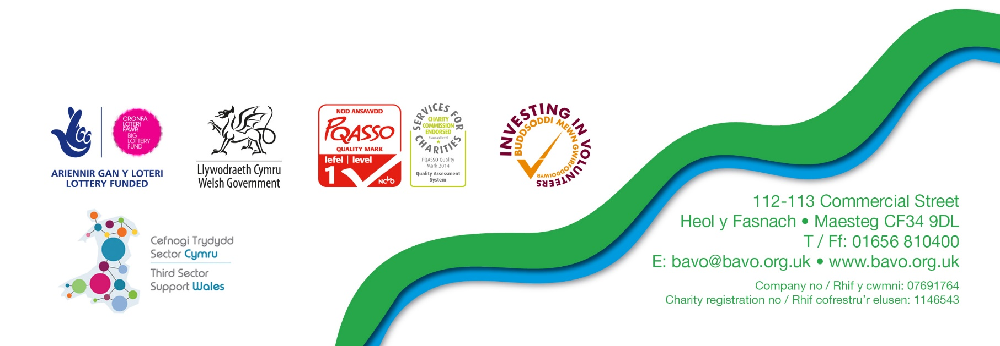 CRONFA
LOTERI
FAWR
BIG
LOTTERY
FUND
ARIENNIR GAN Y LOTERI
LOTTERY FUNDED
Llywodraeth Cymru
Welsh Government
NOD ANSAWDD
PQASSO
QUALITY MARK
lefel | level
1
NCVO
SERVICES FOR
CHARITY
COMMISSION
ENDORSED
Standard level
CHARITIES
PQASSO Quality
Mark 2014
Quality Assessment
System
INVESTING IN VOLUNTEERS
BUDDSODDI MEWN GWIRFODDOLWYR
Cefnogi Trydydd
Sector Cymru
Third Sector
Support Wales
112-113 Commercial Street
Heol y Fasnach • Maesteg CF34 9DL
T / Ff: 01656 810400
E: bavo@bavo.org.uk • www.bavo.org.uk
Company no / Rhif y cwmni: 07691764
Charity registration no / Rhif cofrestru’r elusen: 1146543